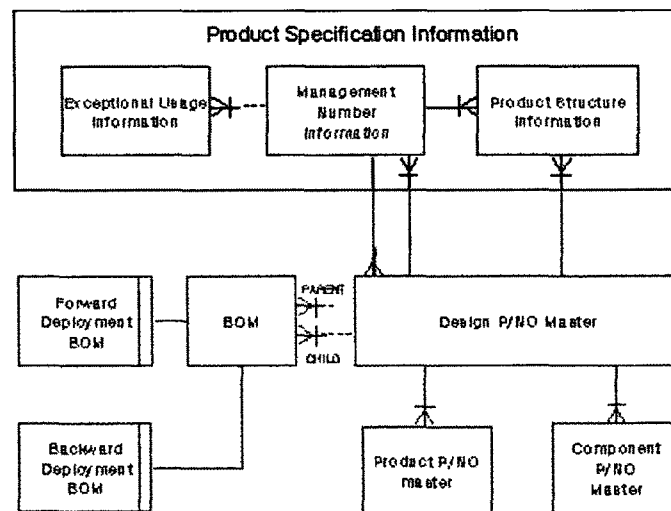 Product Specification Information
Exceptional Usage
Information
Management
Number
Information
Product Structure
Information
Forward
Deployment
BOM
BOM
PARENT
CHILD
Design P/NO Master
Backward
Deployment
BOM
Product P/NO
master
Component
P/NO
Master